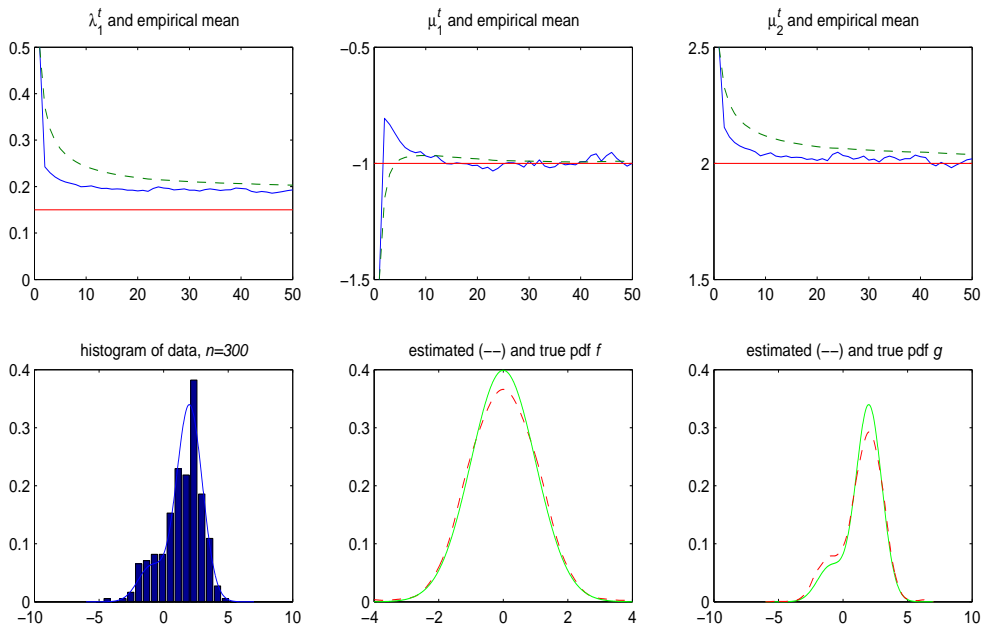 λ₁ᵗ and empirical mean
0.5
0.4
0.3
0.2
0.1
0
0 10 20 30 40 50
μ₁ᵗ and empirical mean
−0.5
−1
−1.5
0 10 20 30 40 50
μ₂ᵗ and empirical mean
2.5
2
1.5
0 10 20 30 40 50
histogram of data, n=300
0.4
0.3
0.2
0.1
0
−10 −5 0 5 10
estimated (−−) and true pdf f
0.4
0.3
0.2
0.1
0
−4 −2 0 2 4
estimated (−−) and true pdf g
0.4
0.3
0.2
0.1
0
−10 −5 0 5 10